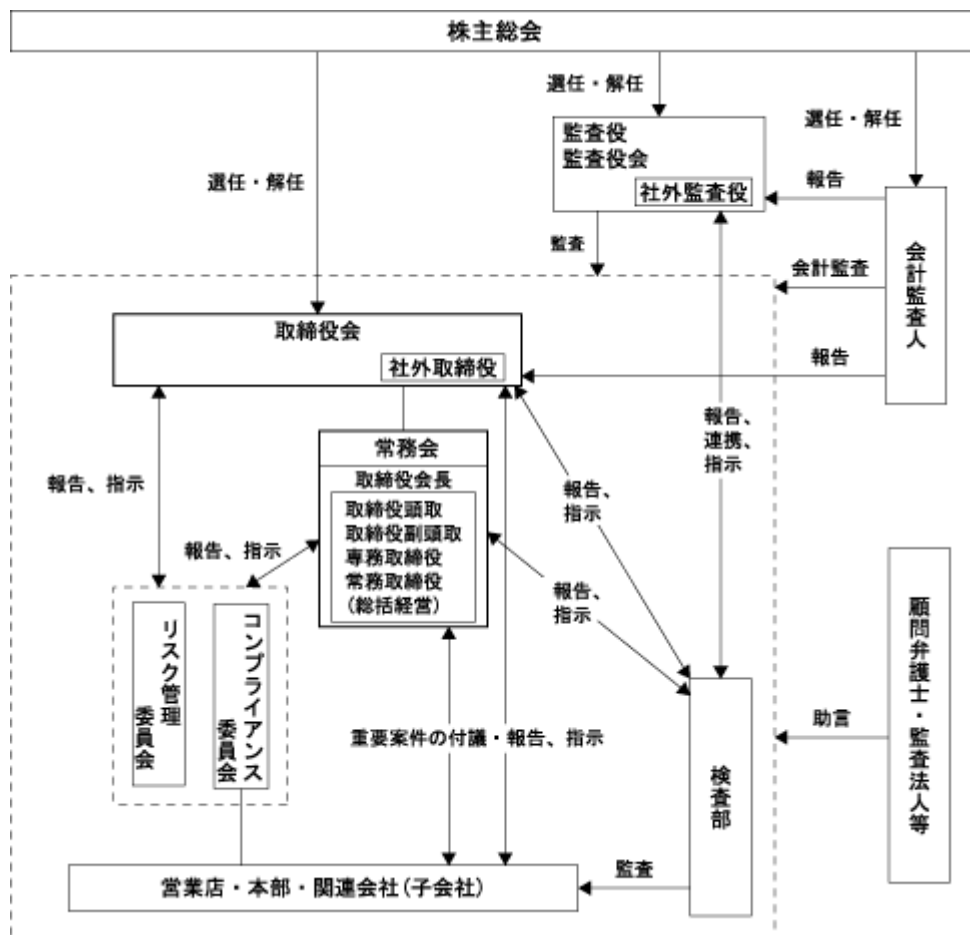 株主総会
選任・解任
選任・解任
選任・解任
監査役
監査役会
社外監査役
報告
監査
会計監査
会計監査人
取締役会
社外取締役
報告
報告、
連携、
指示
常務会
取締役会長
取締役頭取
取締役副頭取
専務取締役
常務取締役
(総括経営)
報告、指示
報告、
指示
報告、指示
報告、
指示
リスク管理
委員会
コンプライアンス
委員会
重要案件の付議・報告、指示
検査部
助言
顧問弁護士・監査法人等
営業店・本部・関連会社(子会社)
監査